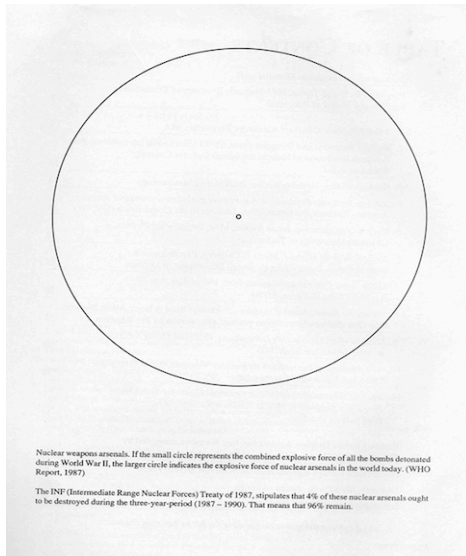 Nuclear weapons arsenals. If the small circle represents the combined explosive force of all the bombs detonated
during World War II, the larger circle indicates the explosive force of nuclear arsenals in the world today. (WHO
Report, 1987)
The INF (Intermediate Range Nuclear Forces) Treaty of 1987, stipulates that 4% of these nuclear arsenals ought
to be destroyed during the three-year-period (1987 – 1990). That means that 96% remain.